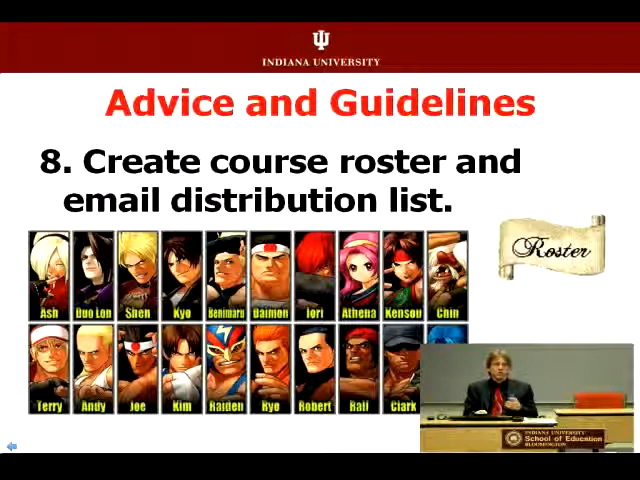 INDIANA UNIVERSITY
Advice and Guidelines
8. Create course roster and
email distribution list.
Roster
Ash Duo Lon Shen Kyo Benimaru Daimon Iori Athena Kensou Chin
Terry Andy Joe Kim Raiden Ryo Robert Ralf Clark
INDIANA UNIVERSITY
School of Education
BLOOMINGTON